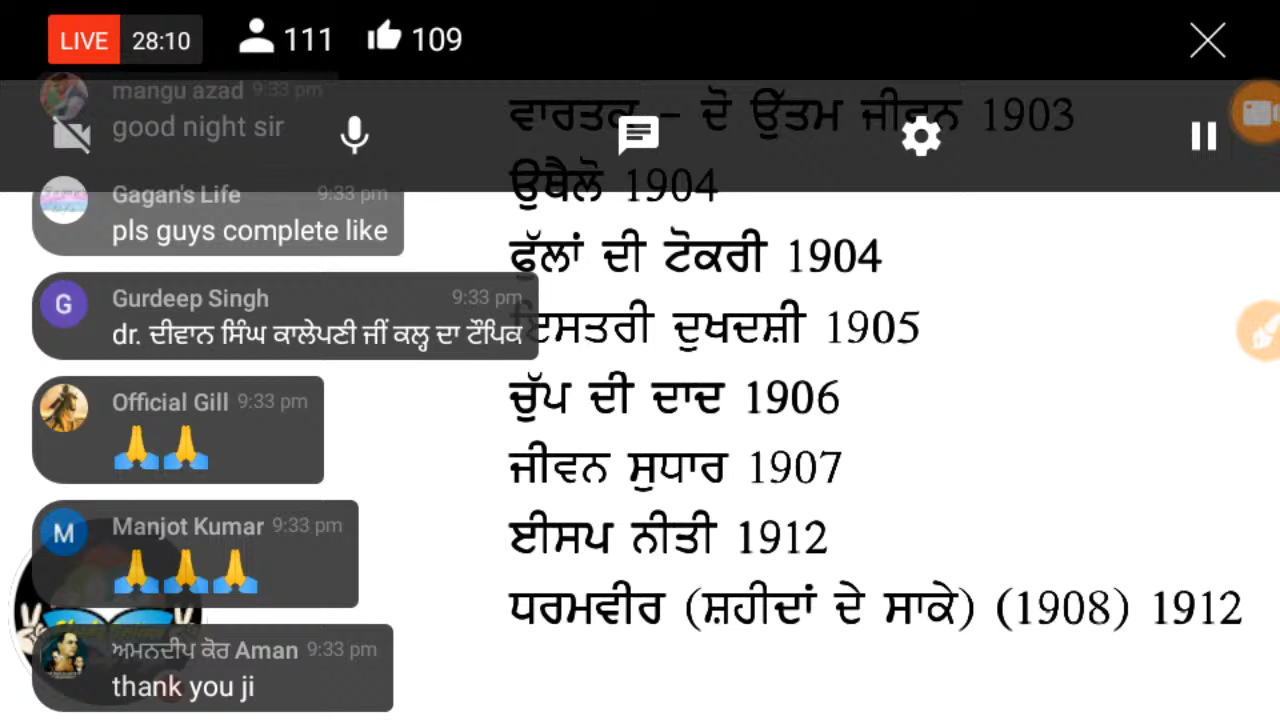 LIVE 28:10 111 109
mangu azad 9:33 pm
good night sir
Gagan's Life 9:33 pm
pls guys complete like
Gurdeep Singh 9:33 pm
dr. ਦੀਵਾਨ ਸਿੰਘ ਕਾਲੇਪਣੀ ਜੀਂ ਕਲ੍ਹ ਦਾ ਟੌਪਿਕ
Official Gill 9:33 pm
🙏🙏
Manjot Kumar 9:33 pm
🙏🙏🙏
ਅਮਨਦੀਪ ਕੋਰ Aman 9:33 pm
thank you ji
ਵਾਰਤਕ – ਦੋ ਉੱਤਮ ਜੀਵਨ 1903
ਉਥੈਲੋ 1904
ਫੁੱਲਾਂ ਦੀ ਟੋਕਰੀ 1904
ਇਸਤਰੀ ਦੁਖਦਸ਼ੀ 1905
ਚੁੱਪ ਦੀ ਦਾਦ 1906
ਜੀਵਨ ਸੁਧਾਰ 1907
ਈਸਪ ਨੀਤੀ 1912
ਧਰਮਵੀਰ (ਸ਼ਹੀਦਾਂ ਦੇ ਸਾਕੇ) (1908) 1912